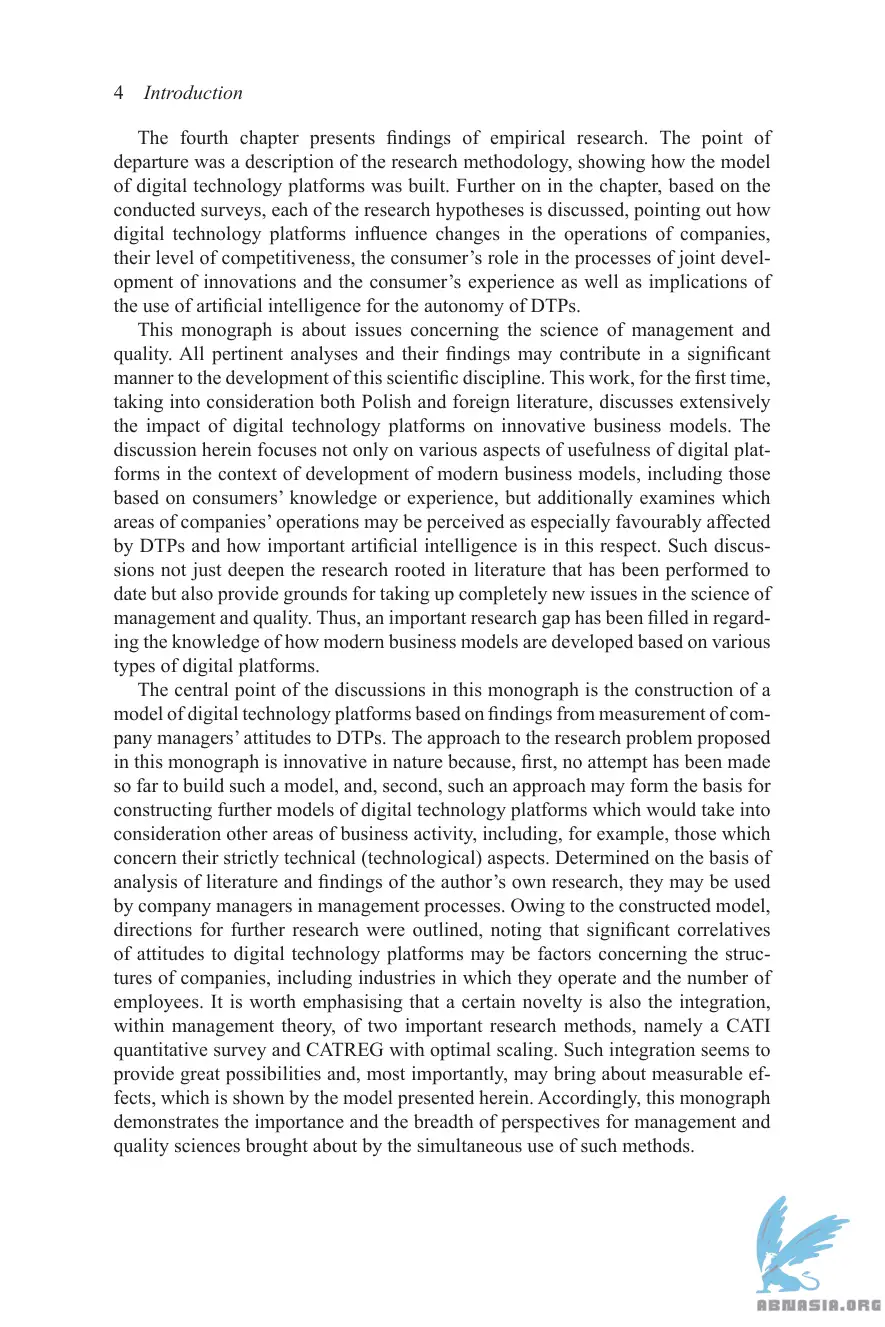 4 Introduction
The fourth chapter presents findings of empirical research. The point of
departure was a description of the research methodology, showing how the model
of digital technology platforms was built. Further on in the chapter, based on the
conducted surveys, each of the research hypotheses is discussed, pointing out how
digital technology platforms influence changes in the operations of companies,
their level of competitiveness, the consumer’s role in the processes of joint devel-
opment of innovations and the consumer’s experience as well as implications of
the use of artificial intelligence for the autonomy of DTPs.
This monograph is about issues concerning the science of management and
quality. All pertinent analyses and their findings may contribute in a significant
manner to the development of this scientific discipline. This work, for the first time,
taking into consideration both Polish and foreign literature, discusses extensively
the impact of digital technology platforms on innovative business models. The
discussion herein focuses not only on various aspects of usefulness of digital plat-
forms in the context of development of modern business models, including those
based on consumers’ knowledge or experience, but additionally examines which
areas of companies’ operations may be perceived as especially favourably affected
by DTPs and how important artificial intelligence is in this respect. Such discus-
sions not just deepen the research rooted in literature that has been performed to
date but also provide grounds for taking up completely new issues in the science of
management and quality. Thus, an important research gap has been filled in regard-
ing the knowledge of how modern business models are developed based on various
types of digital platforms.
The central point of the discussions in this monograph is the construction of a
model of digital technology platforms based on findings from measurement of com-
pany managers’ attitudes to DTPs. The approach to the research problem proposed
in this monograph is innovative in nature because, first, no attempt has been made
so far to build such a model, and, second, such an approach may form the basis for
constructing further models of digital technology platforms which would take into
consideration other areas of business activity, including, for example, those which
concern their strictly technical (technological) aspects. Determined on the basis of
analysis of literature and findings of the author’s own research, they may be used
by company managers in management processes. Owing to the constructed model,
directions for further research were outlined, noting that significant correlatives
of attitudes to digital technology platforms may be factors concerning the struc-
tures of companies, including industries in which they operate and the number of
employees. It is worth emphasising that a certain novelty is also the integration,
within management theory, of two important research methods, namely a CATI
quantitative survey and CATREG with optimal scaling. Such integration seems to
provide great possibilities and, most importantly, may bring about measurable ef-
fects, which is shown by the model presented herein. Accordingly, this monograph
demonstrates the importance and the breadth of perspectives for management and
quality sciences brought about by the simultaneous use of such methods.
ABNASIA.ORG